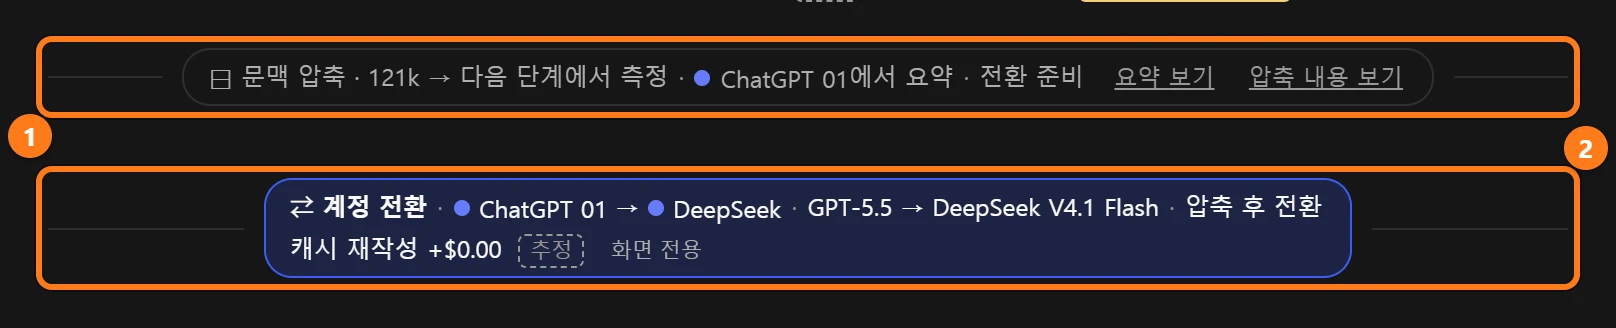 문맥 압축 · 121k → 다음 단계에서 측정 · ChatGPT 01에서 요약 · 전환 준비 요약 보기 압축 내용 보기
1
2
⇄ 계정 전환 · ChatGPT 01 → DeepSeek · GPT-5.5 → DeepSeek V4.1 Flash · 압축 후 전환
캐시 재작성 +$0.00 추정 화면 전용